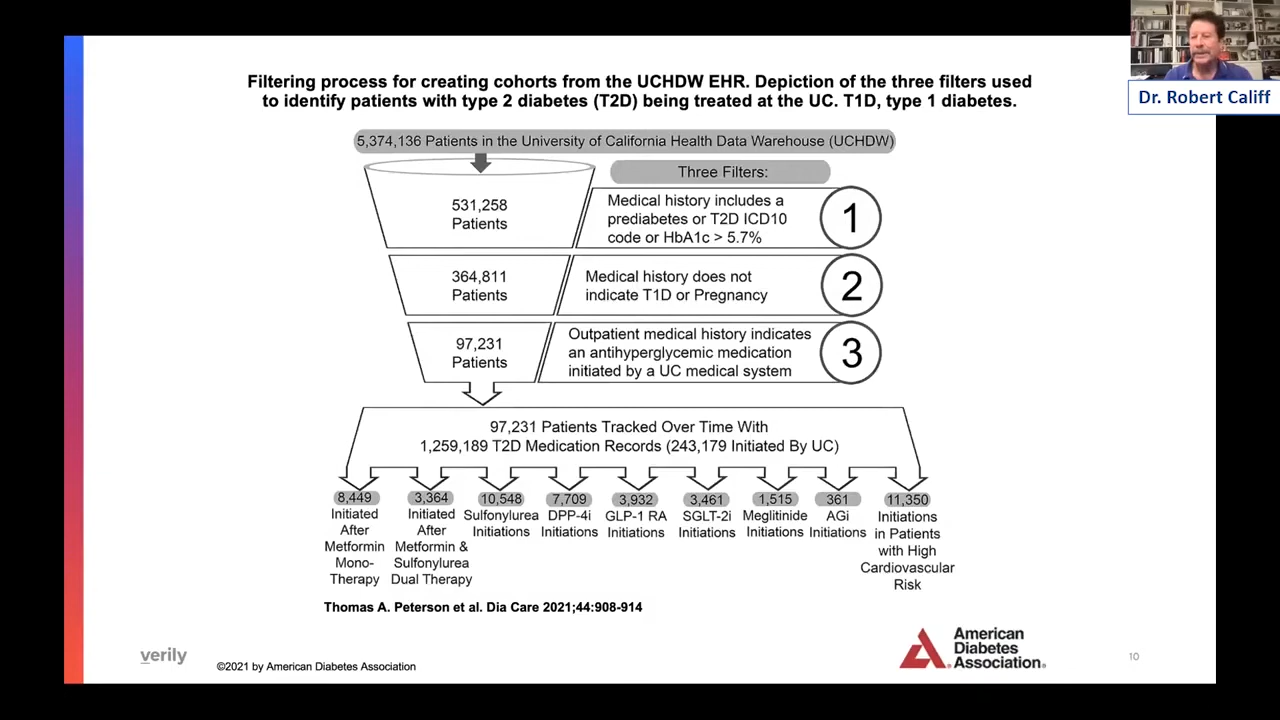 Dr. Robert Califf
Filtering process for creating cohorts from the UCHDW EHR. Depiction of the three filters used
to identify patients with type 2 diabetes (T2D) being treated at the UC. T1D, type 1 diabetes.
5,374,136 Patients in the University of California Health Data Warehouse (UCHDW)
Three Filters:
531,258
Patients
Medical history includes a
prediabetes or T2D ICD10
code or HbA1c > 5.7%
1
364,811
Patients
Medical history does not
indicate T1D or Pregnancy
2
97,231
Patients
Outpatient medical history indicates
an antihyperglycemic medication
initiated by a UC medical system
3
97,231 Patients Tracked Over Time With
1,259,189 T2D Medication Records (243,179 Initiated By UC)
8,449
Initiated
After
Metformin
Mono-
Therapy
3,364
Initiated
After
Metformin &
Sulfonylurea
Dual Therapy
10,548
Sulfonylurea
Initiations
7,709
DPP-4i
Initiations
3,932
GLP-1 RA
Initiations
3,461
SGLT-2i
Initiations
1,515
Meglitinide
Initiations
361
AGi
Initiations
11,350
Initiations
in Patients
with High
Cardiovascular
Risk
Thomas A. Peterson et al. Dia Care 2021;44:908-914
verily
©2021 by American Diabetes Association
American
Diabetes
Association®
10